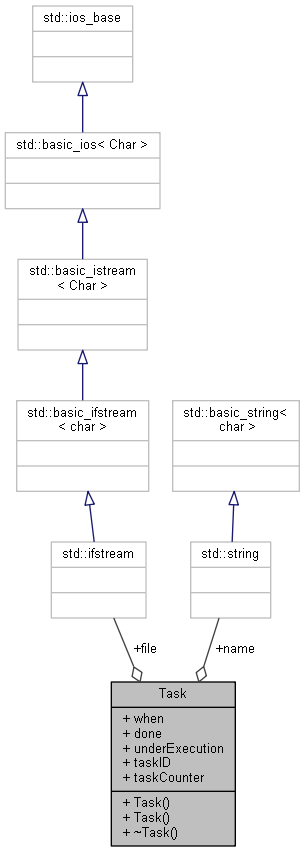 std::ios_base
std::basic_ios< Char >
std::basic_istream
< Char >
std::basic_ifstream
< char >
std::basic_string<
char >
std::ifstream
std::string
+file
+name
Task
+ when
+ done
+ underExecution
+ taskID
+ taskCounter
+ Task()
+ Task()
+ ~Task()